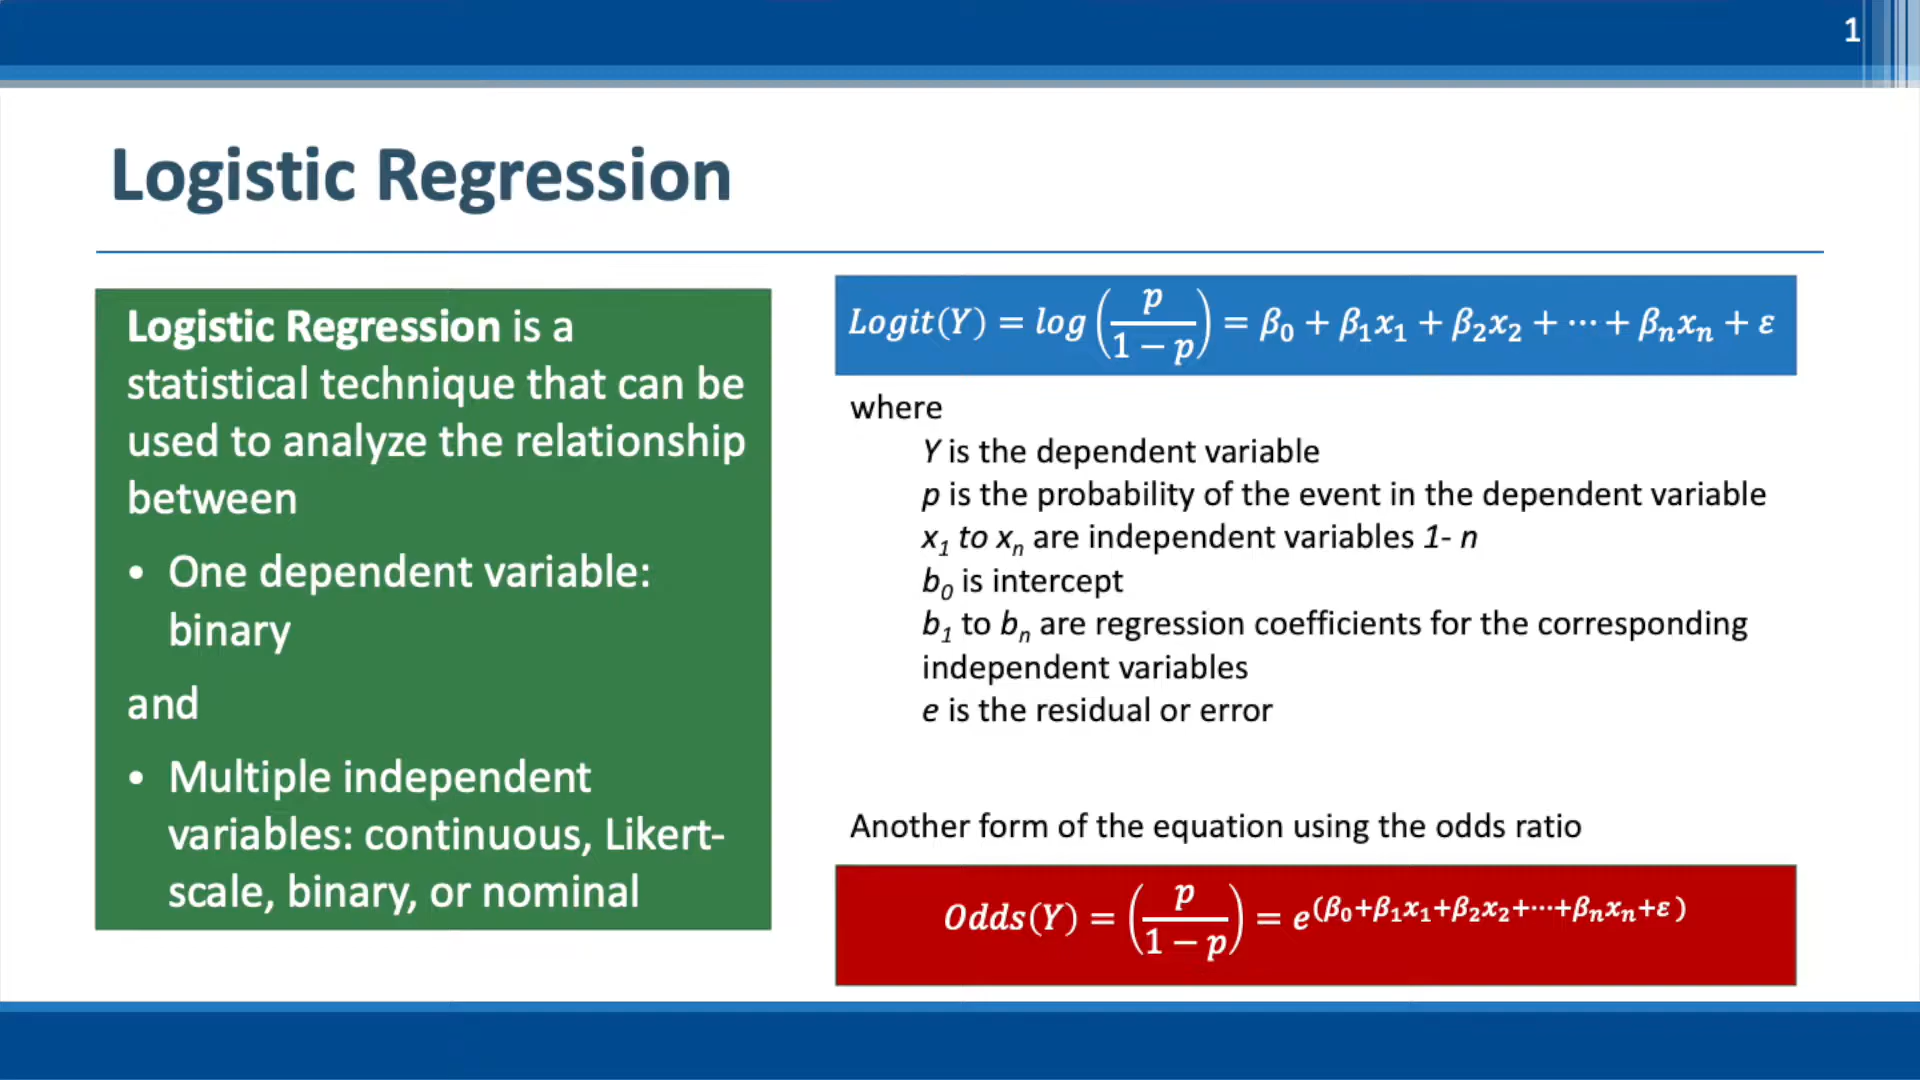 1
Logistic Regression
Logistic Regression is a
statistical technique that can be
used to analyze the relationship
between
• One dependent variable:
binary
and
• Multiple independent
variables: continuous, Likert-
scale, binary, or nominal
Logit(Y) = log(p / (1 − p)) = β₀ + β₁x₁ + β₂x₂ + ⋯ + βₙxₙ + ε
where
Y is the dependent variable
p is the probability of the event in the dependent variable
x₁ to xₙ are independent variables 1- n
b₀ is intercept
b₁ to bₙ are regression coefficients for the corresponding
independent variables
e is the residual or error
Another form of the equation using the odds ratio
Odds(Y) = (p / (1 − p)) = e^(β₀+β₁x₁+β₂x₂+⋯+βₙxₙ+ε )